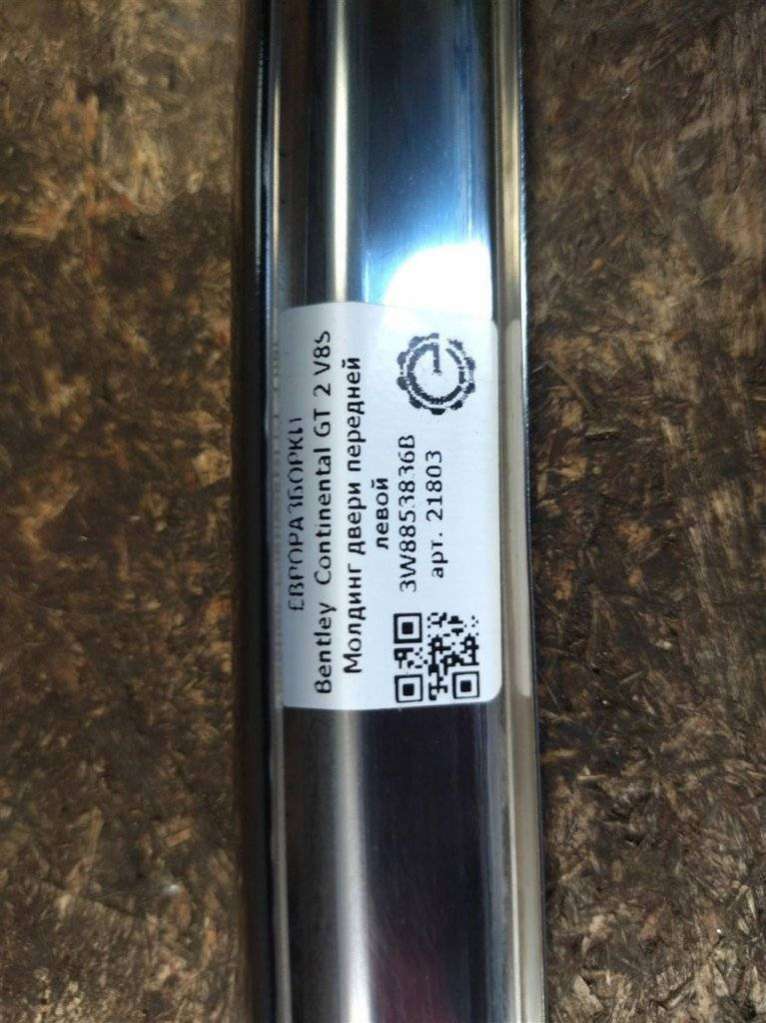 ЕВРОРАЗБОРКИ
Bentley Continental GT 2 V8S
Молдинг двери передней
левой
3W8853836B
арт. 21803